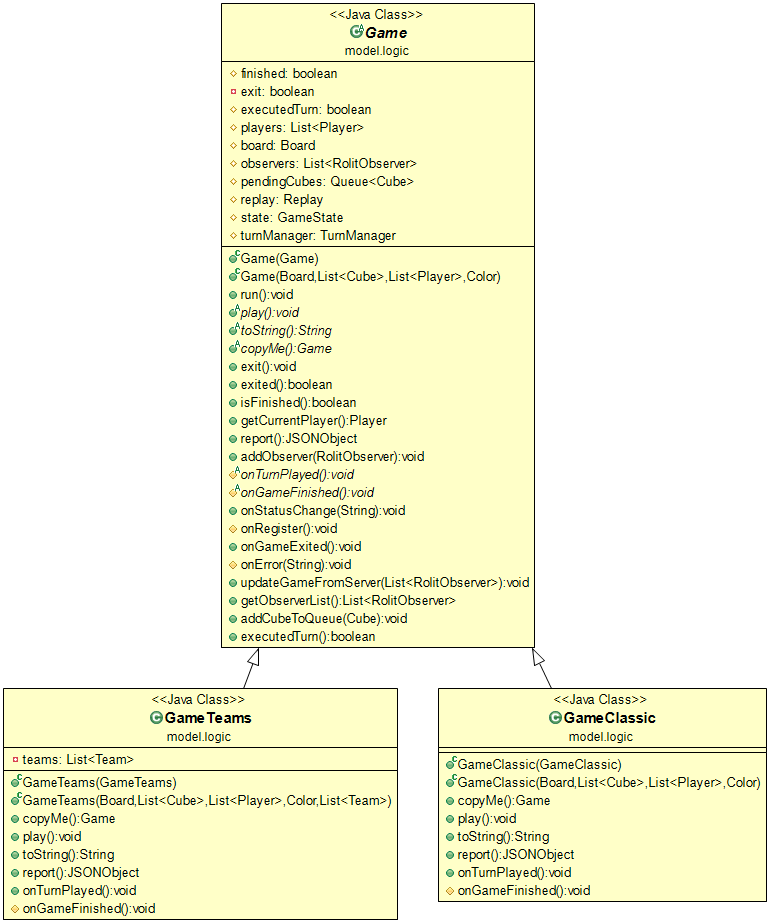 <<Java Class>>
Game
model.logic
finished: boolean
exit: boolean
executedTurn: boolean
players: List<Player>
board: Board
observers: List<RolitObserver>
pendingCubes: Queue<Cube>
replay: Replay
state: GameState
turnManager: TurnManager
Game(Game)
Game(Board,List<Cube>,List<Player>,Color)
run():void
play():void
toString():String
copyMe():Game
exit():void
exited():boolean
isFinished():boolean
getCurrentPlayer():Player
report():JSONObject
addObserver(RolitObserver):void
onTurnPlayed():void
onGameFinished():void
onStatusChange(String):void
onRegister():void
onGameExited():void
onError(String):void
updateGameFromServer(List<RolitObserver>):void
getObserverList():List<RolitObserver>
addCubeToQueue(Cube):void
executedTurn():boolean
<<Java Class>>
GameTeams
model.logic
teams: List<Team>
GameTeams(GameTeams)
GameTeams(Board,List<Cube>,List<Player>,Color,List<Team>)
copyMe():Game
play():void
toString():String
report():JSONObject
onTurnPlayed():void
onGameFinished():void
<<Java Class>>
GameClassic
model.logic
GameClassic(GameClassic)
GameClassic(Board,List<Cube>,List<Player>,Color)
copyMe():Game
play():void
toString():String
report():JSONObject
onTurnPlayed():void
onGameFinished():void